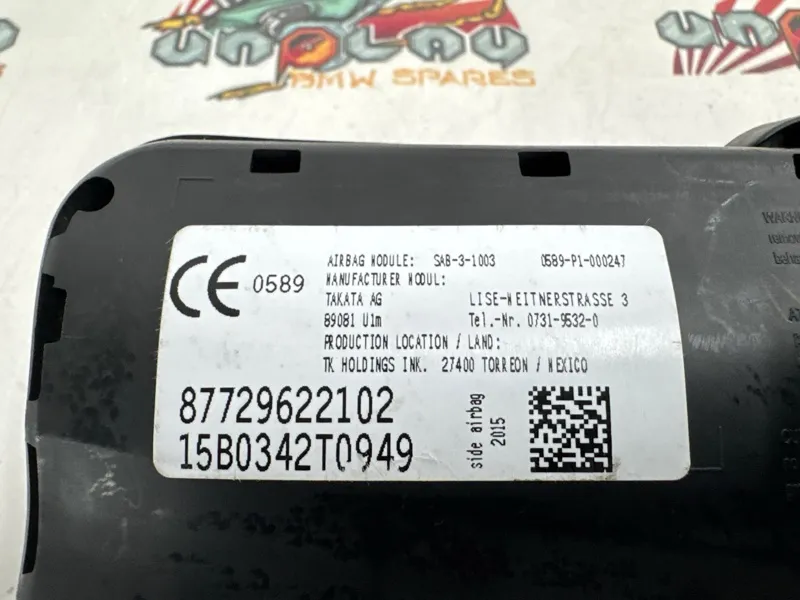 UNPLAU
BMW SPARES
CE 0589
AIRBAG MODULE: SAB-3-1003 0589-P1-000247
MANUFACTURER MODUL:
TAKATA AG LISE-MEITNERSTRASSE 3
89081 Ulm Tel.-Nr. 0731-9532-0
PRODUCTION LOCATION / LAND:
TK HOLDINGS INK. 27400 TORREON / MEXICO
87729622102
15B0342T0949
side airbag
2015